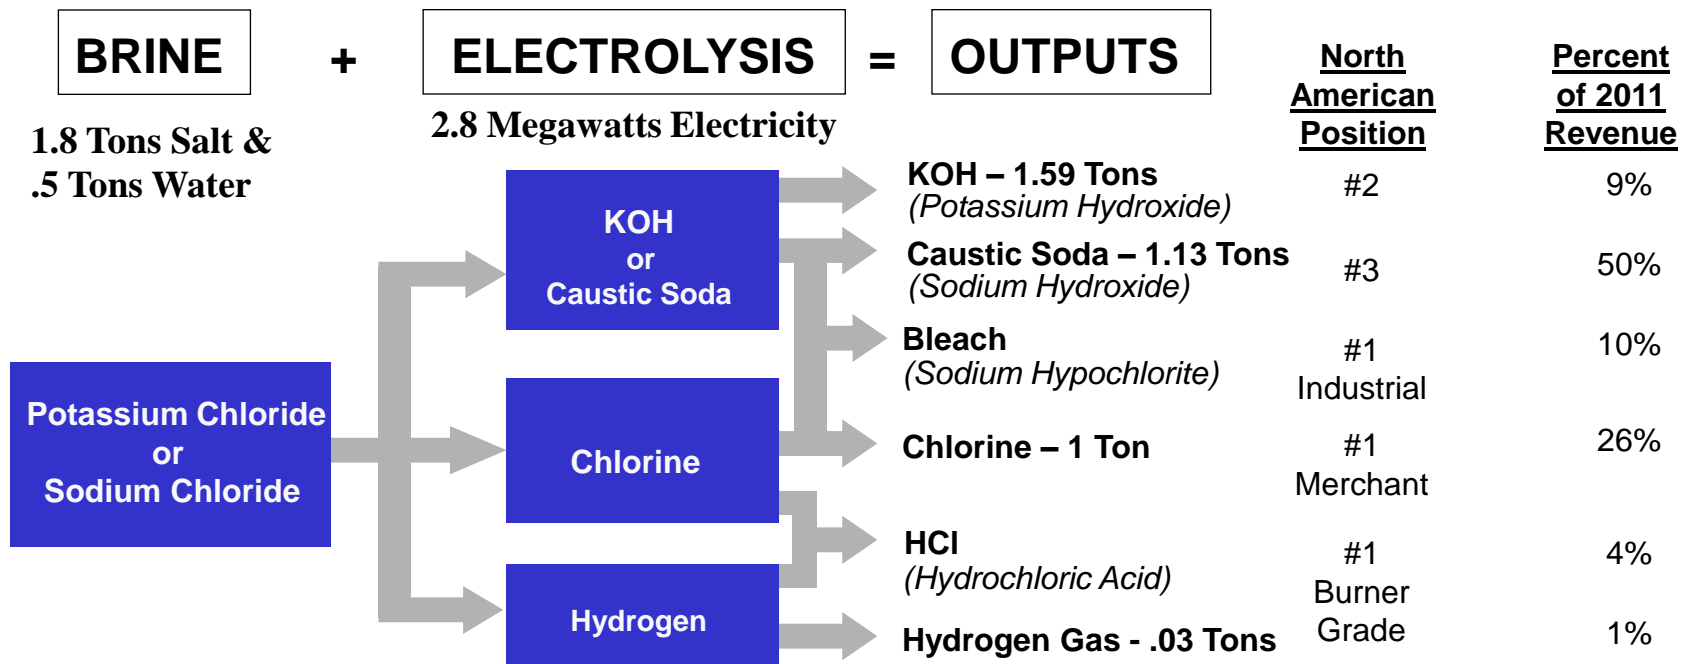 BRINE + ELECTROLYSIS = OUTPUTS
North American Position
Percent of 2011 Revenue
1.8 Tons Salt &
.5 Tons Water
2.8 Megawatts Electricity
Potassium Chloride
or
Sodium Chloride
KOH
or
Caustic Soda
Chlorine
Hydrogen
KOH – 1.59 Tons
(Potassium Hydroxide)
#2
9%
Caustic Soda – 1.13 Tons
(Sodium Hydroxide)
#3
50%
Bleach
(Sodium Hypochlorite)
#1
Industrial
10%
Chlorine – 1 Ton
#1
Merchant
26%
HCl
(Hydrochloric Acid)
#1
Burner
Grade
4%
Hydrogen Gas - .03 Tons
1%